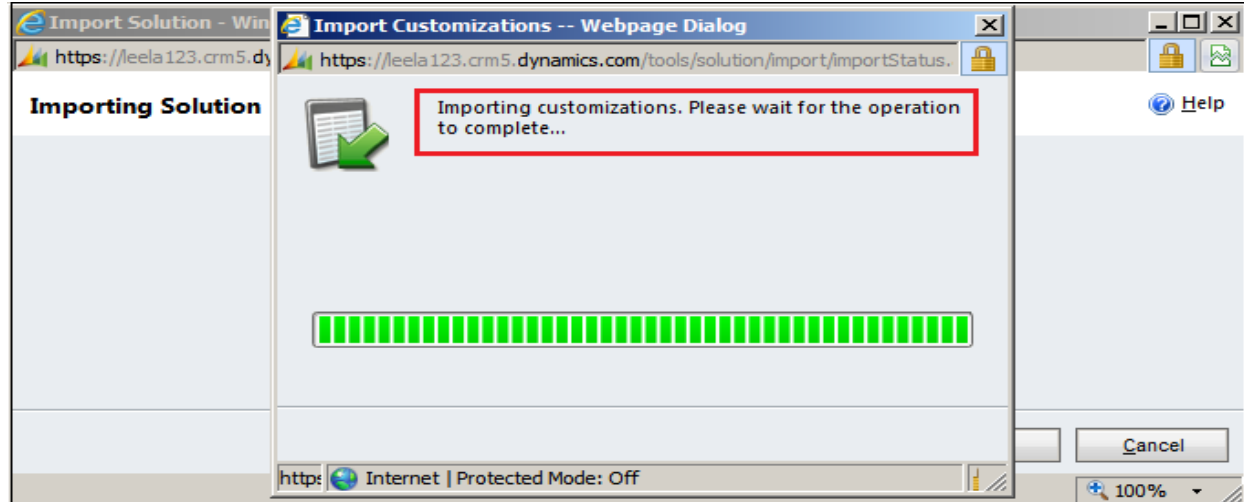 Import Solution - Win
https://leela123.crm5.dy
Importing Solution
Help
Import Customizations -- Webpage Dialog
https://leela123.crm5.dynamics.com/tools/solution/import/importStatus.
Importing customizations. Please wait for the operation
to complete...
https
Internet | Protected Mode: Off
Cancel
100%